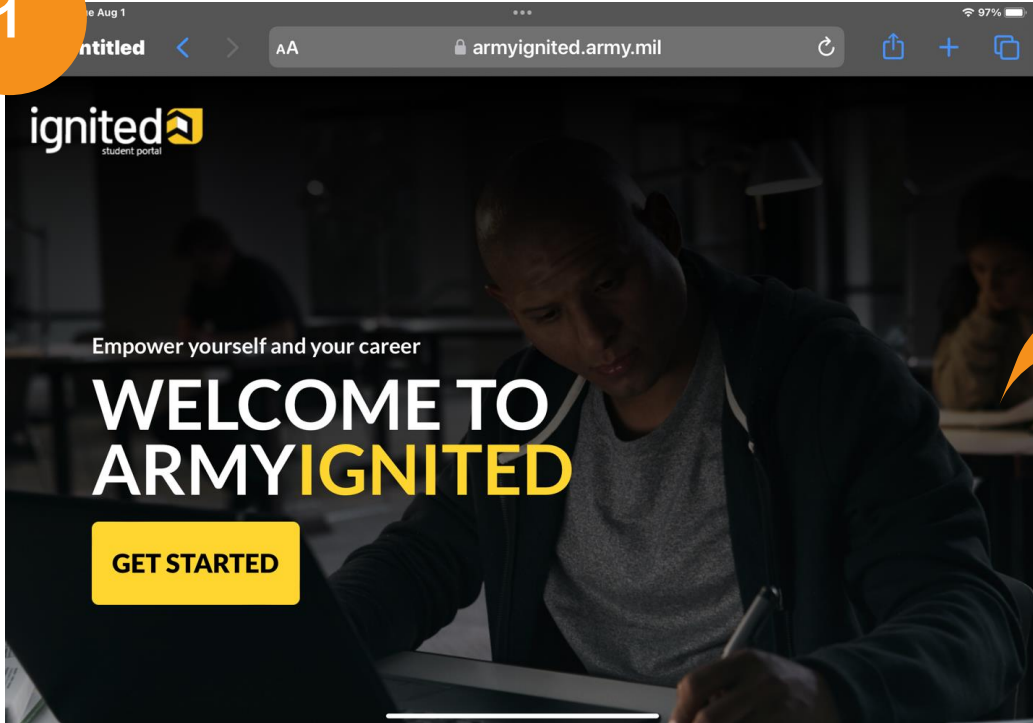 1
Aug 1
97%
AA
armyignited.army.mil
ignited
student portal
Empower yourself and your career
WELCOME TO
ARMYIGNITED
GET STARTED